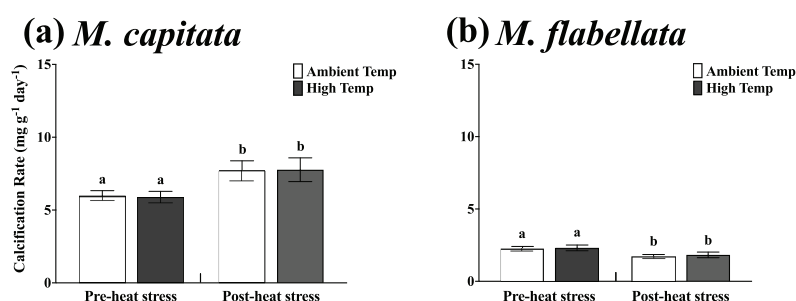 (a) M. capitata
15
10
5
0
Calcification Rate (mg g⁻¹ day⁻¹)
Ambient Temp
High Temp
a a b b
Pre-heat stress Post-heat stress
(b) M. flabellata
15
10
5
0
Ambient Temp
High Temp
a a b b
Pre-heat stress Post-heat stress